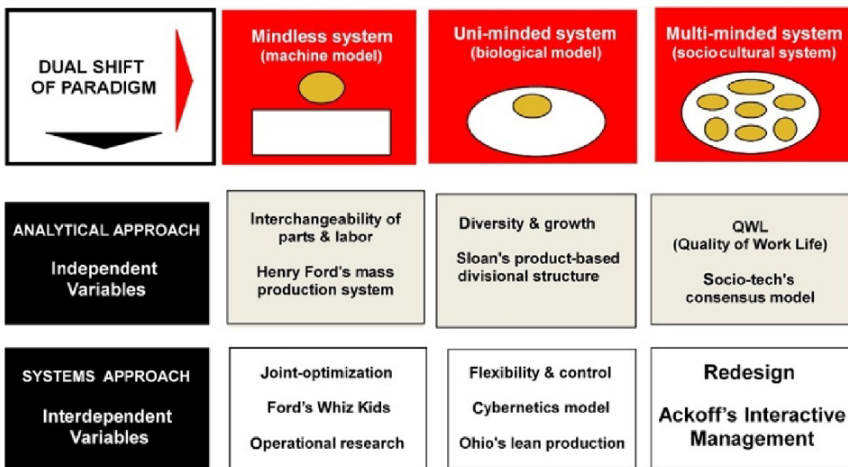 DUAL SHIFT
OF PARADIGM
Mindless system
(machine model)
Uni-minded system
(biological model)
Multi-minded system
(sociocultural system)
ANALYTICAL APPROACH
Independent
Variables
Interchangeability of
parts & labor
Henry Ford's mass
production system
Diversity & growth
Sloan's product-based
divisional structure
QWL
(Quality of Work Life)
Socio-tech's
consensus model
SYSTEMS APPROACH
Interdependent
Variables
Joint-optimization
Ford's Whiz Kids
Operational research
Flexibility & control
Cybernetics model
Ohio's lean production
Redesign
Ackoff's Interactive
Management